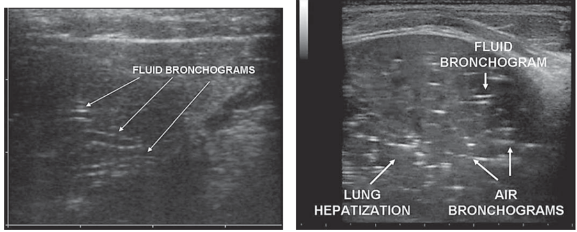 FLUID BRONCHOGRAMS
FLUID
BRONCHOGRAM
LUNG
HEPATIZATION
AIR
BRONCHOGRAMS